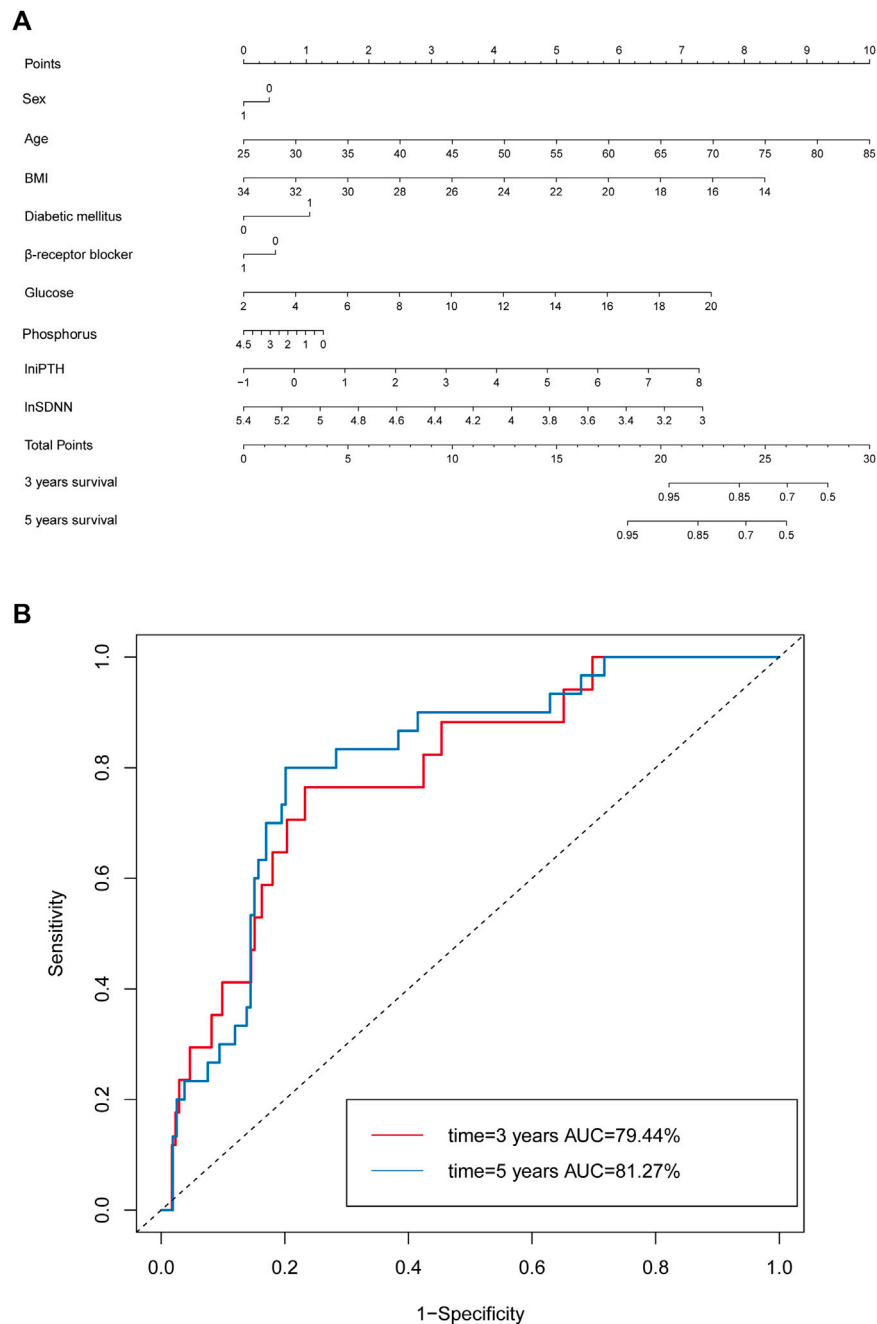 A
Points
0 1 2 3 4 5 6 7 8 9 10
Sex
0
1
Age
25 30 35 40 45 50 55 60 65 70 75 80 85
BMI
34 32 30 28 26 24 22 20 18 16 14
Diabetic mellitus
1
0
β-receptor blocker
0
1
Glucose
2 4 6 8 10 12 14 16 18 20
Phosphorus
4.5 3 2 1 0
lniPTH
−1 0 1 2 3 4 5 6 7 8
lnSDNN
5.4 5.2 5 4.8 4.6 4.4 4.2 4 3.8 3.6 3.4 3.2 3
Total Points
0 5 10 15 20 25 30
3 years survival
0.95 0.85 0.7 0.5
5 years survival
0.95 0.85 0.7 0.5
B
1.0
0.8
0.6
0.4
0.2
0.0
Sensitivity
time=3 years AUC=79.44%
time=5 years AUC=81.27%
0.0 0.2 0.4 0.6 0.8 1.0
1−Specificity